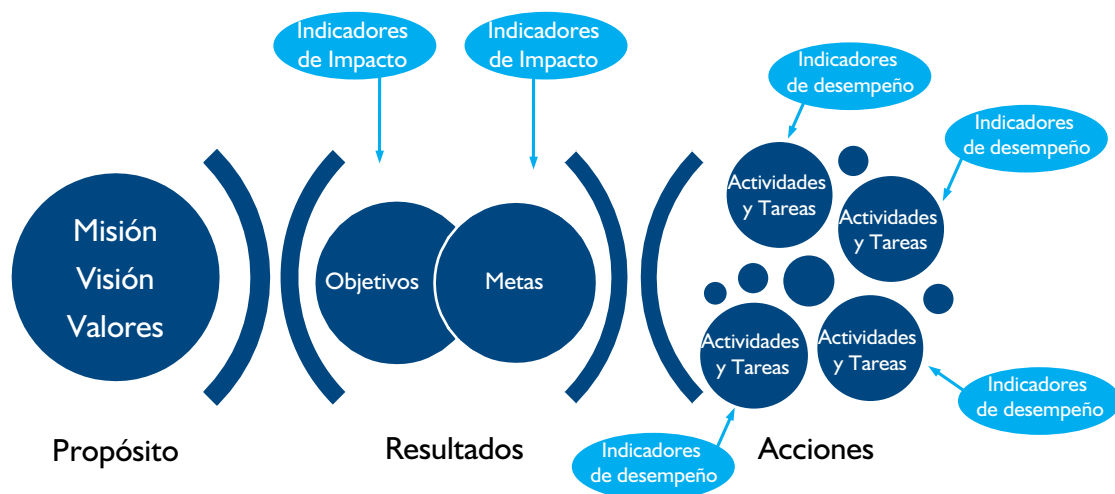 Indicadores
de Impacto
Indicadores
de Impacto
Indicadores
de desempeño
Indicadores
de desempeño
Misión
Visión
Valores
Objetivos
Metas
Actividades
y Tareas
Actividades
y Tareas
Actividades
y Tareas
Actividades
y Tareas
Indicadores
de desempeño
Indicadores
de desempeño
Propósito
Resultados
Acciones